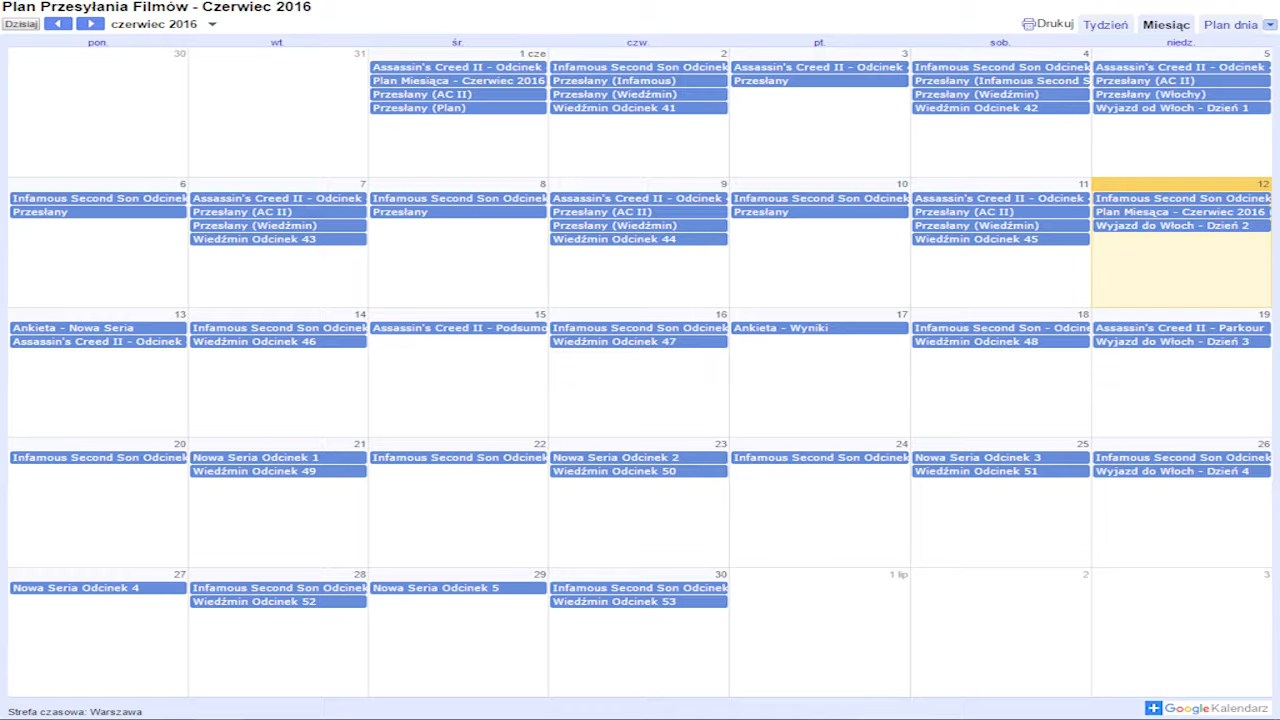 Plan Przesyłania Filmów - Czerwiec 2016
Dzisiaj czerwiec 2016 Drukuj Tydzień Miesiąc Plan dnia
pon. wt. śr. czw. pt. sob. niedz.
30 31 1 cze 2 3 4 5
Assassin's Creed II - Odcinek Infamous Second Son Odcinek Assassin's Creed II - Odcinek Infamous Second Son Odcinek Assassin's Creed II - Odcinek
Plan Miesiąca - Czerwiec 2016 Przesłany (Infamous) Przesłany Przesłany (Infamous Second S Przesłany (AC II)
Przesłany (AC II) Przesłany (Wiedźmin) Przesłany (Wiedźmin) Przesłany (Włochy)
Przesłany (Plan) Wiedźmin Odcinek 41 Wiedźmin Odcinek 42 Wyjazd od Włoch - Dzień 1
6 7 8 9 10 11 12
Infamous Second Son Odcinek Assassin's Creed II - Odcinek Infamous Second Son Odcinek Assassin's Creed II - Odcinek Infamous Second Son Odcinek Assassin's Creed II - Odcinek Infamous Second Son Odcinek
Przesłany Przesłany (AC II) Przesłany Przesłany (AC II) Przesłany Przesłany (AC II) Plan Miesiąca - Czerwiec 2016
Przesłany (Wiedźmin) Przesłany (Wiedźmin) Przesłany (Wiedźmin) Wyjazd do Włoch - Dzień 2
Wiedźmin Odcinek 43 Wiedźmin Odcinek 44 Wiedźmin Odcinek 45
13 14 15 16 17 18 19
Ankieta - Nowa Seria Infamous Second Son Odcinek Assassin's Creed II - Podsumo Infamous Second Son Odcinek Ankieta - Wyniki Infamous Second Son - Odcine Assassin's Creed II - Parkour
Assassin's Creed II - Odcinek Wiedźmin Odcinek 46 Wiedźmin Odcinek 47 Wiedźmin Odcinek 48 Wyjazd do Włoch - Dzień 3
20 21 22 23 24 25 26
Infamous Second Son Odcinek Nowa Seria Odcinek 1 Infamous Second Son Odcinek Nowa Seria Odcinek 2 Infamous Second Son Odcinek Nowa Seria Odcinek 3 Infamous Second Son Odcinek
Wiedźmin Odcinek 49 Wiedźmin Odcinek 50 Wiedźmin Odcinek 51 Wyjazd do Włoch - Dzień 4
27 28 29 30 1 lip 2 3
Nowa Seria Odcinek 4 Infamous Second Son Odcinek Nowa Seria Odcinek 5 Infamous Second Son Odcinek
Wiedźmin Odcinek 52 Wiedźmin Odcinek 53
Strefa czasowa: Warszawa Google Kalendarz